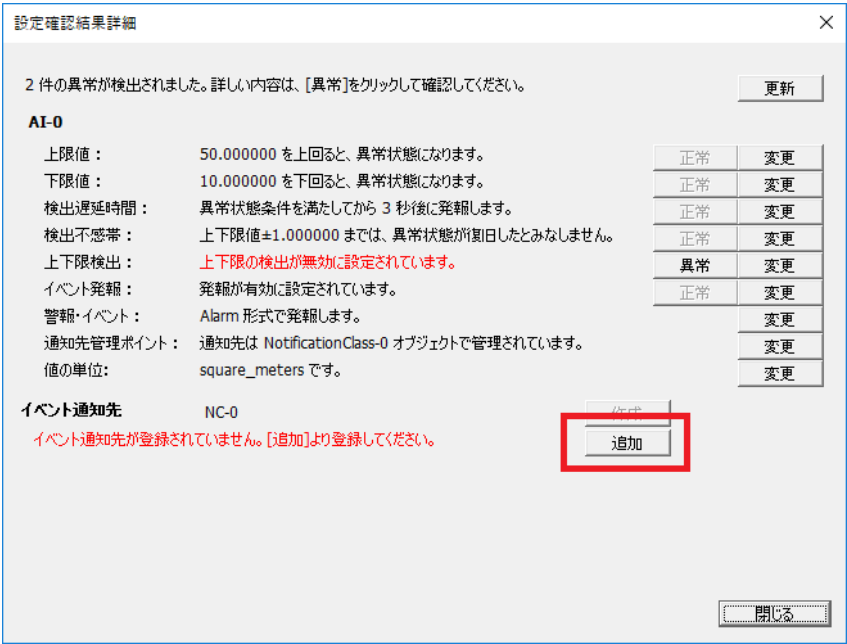 設定確認結果詳細
2 件の異常が検出されました。詳しい内容は、[異常]をクリックして確認してください。 更新
AI-0
上限値: 50.000000 を上回ると、異常状態になります。 正常 変更
下限値: 10.000000 を下回ると、異常状態になります。 正常 変更
検出遅延時間: 異常状態条件を満たしてから 3 秒後に発報します。 正常 変更
検出不感帯: 上下限値±1.000000 までは、異常状態が復旧したとみなしません。 正常 変更
上下限検出: 上下限の検出が無効に設定されています。 異常 変更
イベント発報: 発報が有効に設定されています。 正常 変更
警報・イベント: Alarm 形式で発報します。 変更
通知先管理ポイント: 通知先は NotificationClass-0 オブジェクトで管理されています。 変更
値の単位: square_meters です。 変更
イベント通知先 NC-0 作成
イベント通知先が登録されていません。[追加]より登録してください。 追加
閉じる